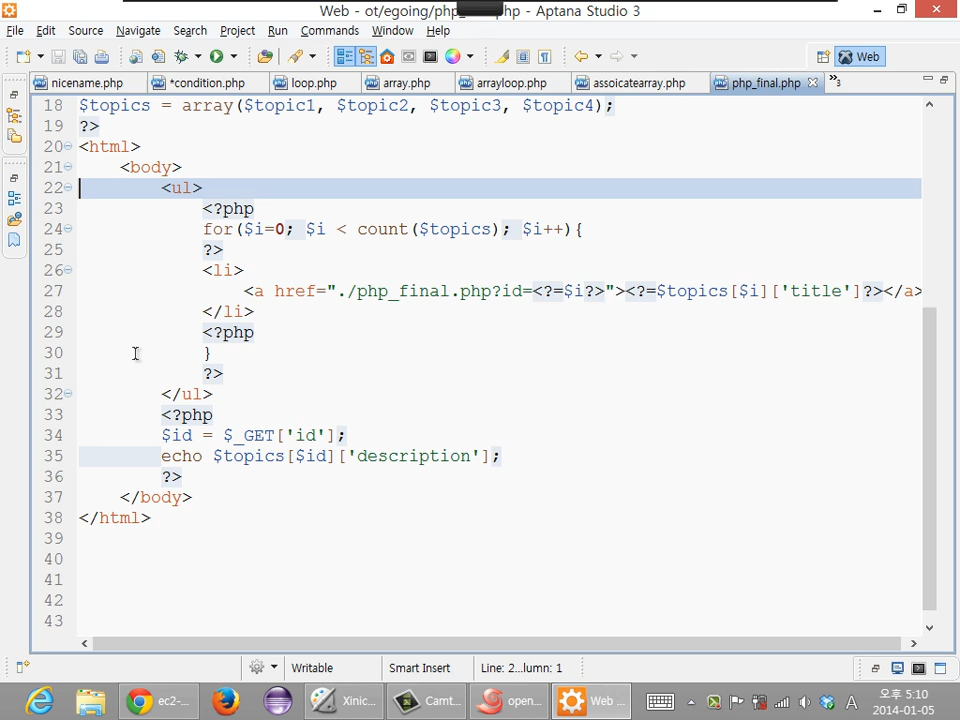 Web - ot/egoing/php_ .php - Aptana Studio 3
File Edit Source Navigate Search Project Run Commands Window Help
Web
nicename.php *condition.php loop.php array.php arrayloop.php assoicatearray.php php_final.php »3
18 $topics = array($topic1, $topic2, $topic3, $topic4);
19 ?>
20 <html>
21 <body>
22 <ul>
23 <?php
24 for($i=0; $i < count($topics); $i++){
25 ?>
26 <li>
27 <a href="./php_final.php?id=<?=$i?>"><?=$topics[$i]['title']?></a>
28 </li>
29 <?php
30 }
31 ?>
32 </ul>
33 <?php
34 $id = $_GET['id'];
35 echo $topics[$id]['description'];
36 ?>
37 </body>
38 </html>
39
40
41
42
43
Writable Smart Insert Line: 2...lumn: 1
ec2-... Xinic... Camt... open... Web ... A 오후 5:10
2014-01-05